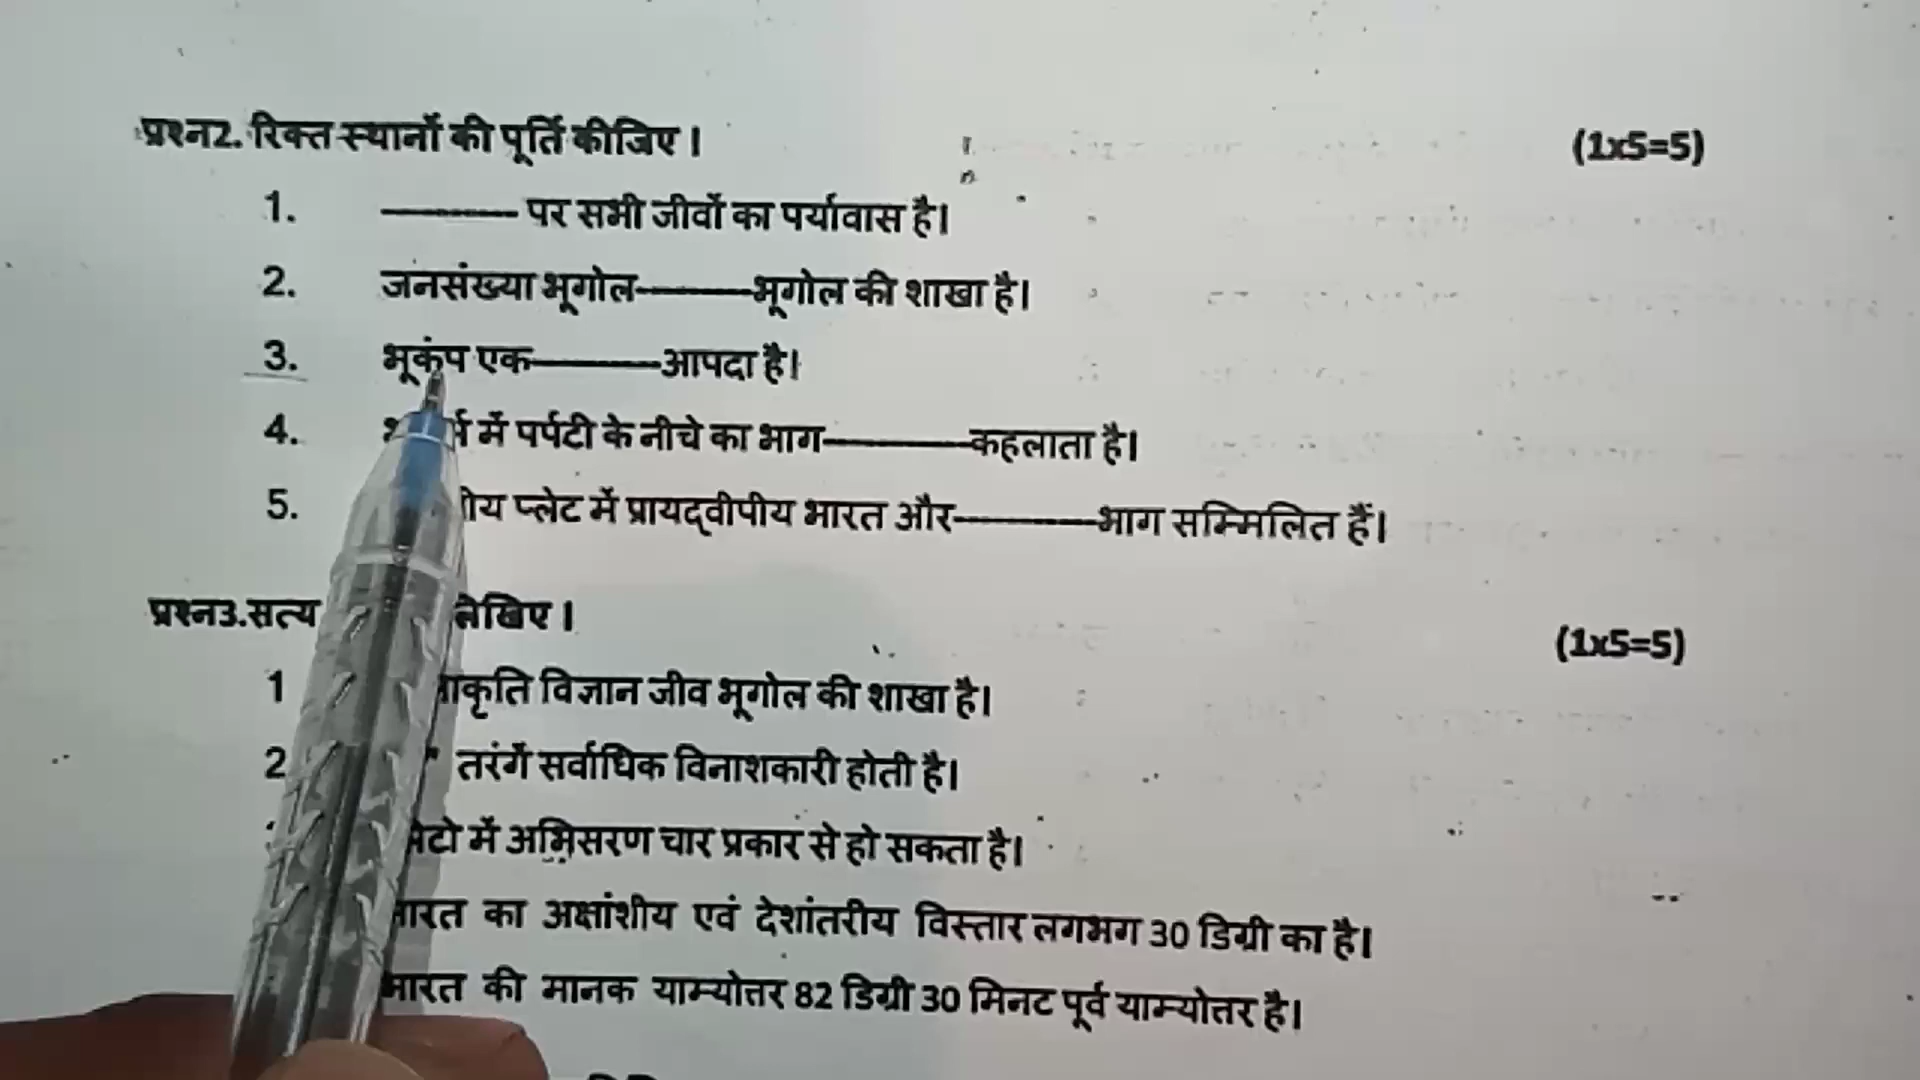 प्रश्न2. रिक्त स्थानों की पूर्ति कीजिए । (1x5=5)
1. ---------- पर सभी जीवों का पर्यावास है।
2. जनसंख्या भूगोल---------भूगोल की शाखा है।
3. भूकंप एक----------आपदा है।
4. में पर्पटी के नीचे का भाग-----------कहलाता है।
5. प्लेट में प्रायद्वीपीय भारत और-----------भाग सम्मिलित हैं।
प्रश्न3.सत्य (1x5=5)
1 विज्ञान जीव भूगोल की शाखा है।
2 तरंगें सर्वाधिक विनाशकारी होती है।
में अभिसरण चार प्रकार से हो सकता है।
का अक्षांशीय एवं देशांतरीय विस्तार लगभग 30 डिग्री का है।
भारत की मानक याम्योत्तर 82 डिग्री 30 मिनट पूर्व याम्योत्तर है।